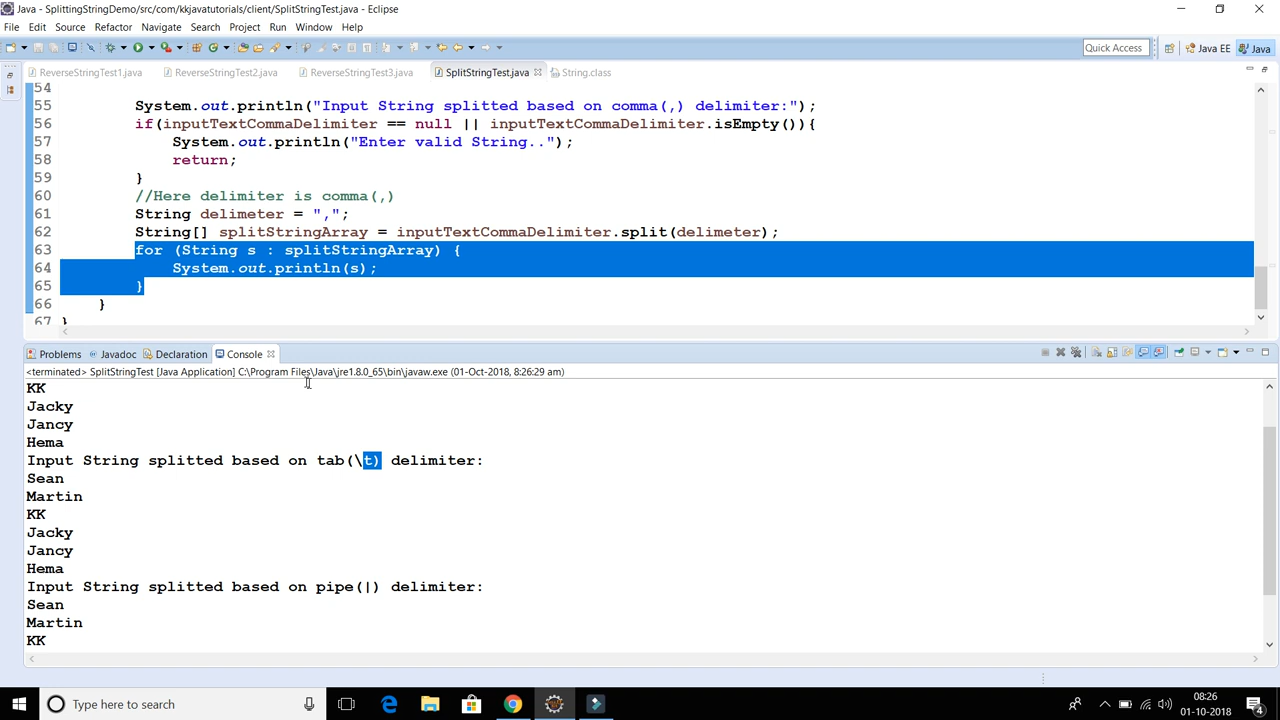 Java - SplittingStringDemo/src/com/kkjavatutorials/client/SplitStringTest.java - Eclipse
File Edit Source Refactor Navigate Search Project Run Window Help
Quick Access Java EE Java
ReverseStringTest1.java ReverseStringTest2.java ReverseStringTest3.java SplitStringTest.java String.class
54
55 System.out.println("Input String splitted based on comma(,) delimiter:");
56 if(inputTextCommaDelimiter == null || inputTextCommaDelimiter.isEmpty()){
57 System.out.println("Enter valid String..");
58 return;
59 }
60 //Here delimiter is comma(,)
61 String delimeter = ",";
62 String[] splitStringArray = inputTextCommaDelimiter.split(delimeter);
63 for (String s : splitStringArray) {
64 System.out.println(s);
65 }
66 }
67 }
Problems Javadoc Declaration Console
<terminated> SplitStringTest [Java Application] C:\Program Files\Java\jre1.8.0_65\bin\javaw.exe (01-Oct-2018, 8:26:29 am)
KK
Jacky
Jancy
Hema
Input String splitted based on tab(\t) delimiter:
Sean
Martin
KK
Jacky
Jancy
Hema
Input String splitted based on pipe(|) delimiter:
Sean
Martin
KK
Type here to search
08:26
01-10-2018
4